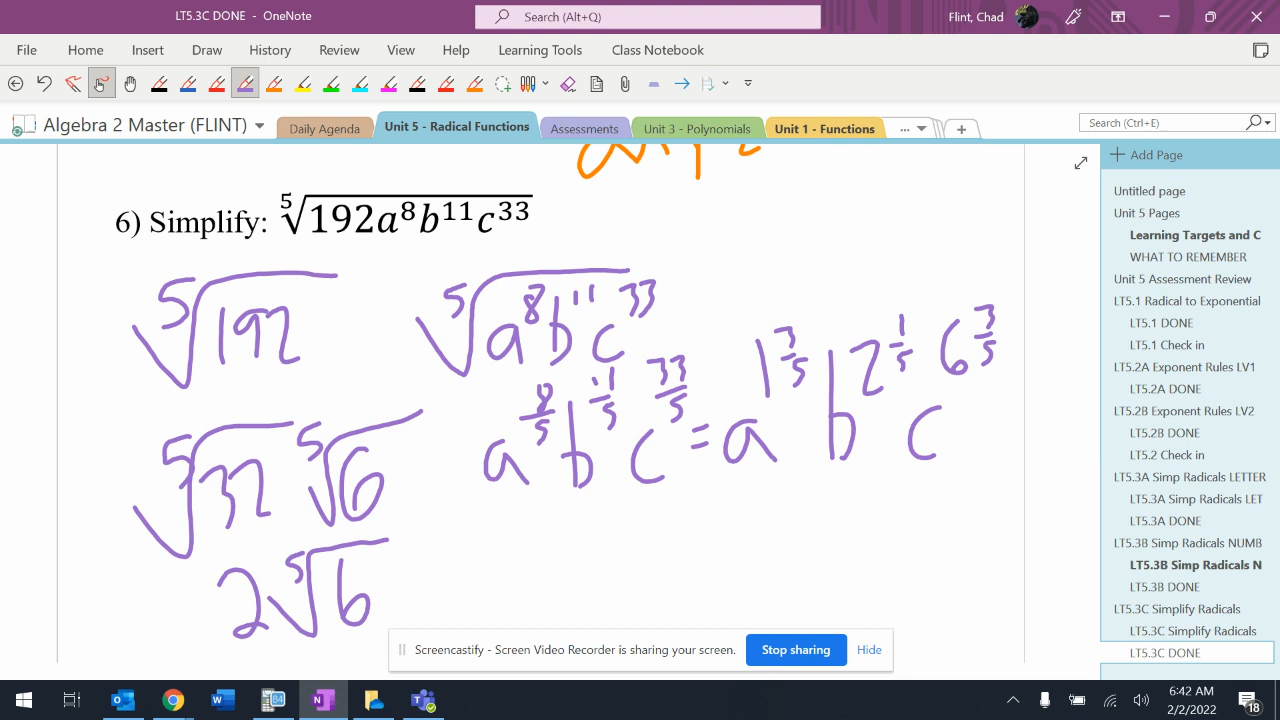 LT5.3C DONE - OneNote
Search (Alt+Q)
Flint, Chad
File Home Insert Draw History Review View Help Learning Tools Class Notebook
Algebra 2 Master (FLINT)
Daily Agenda
Unit 5 - Radical Functions
Assessments
Unit 3 - Polynomials
Unit 1 - Functions
...
Search (Ctrl+E)
Add Page
Untitled page
Unit 5 Pages
Learning Targets and C
WHAT TO REMEMBER
Unit 5 Assessment Review
LT5.1 Radical to Exponential
LT5.1 DONE
LT5.1 Check in
LT5.2A Exponent Rules LV1
LT5.2A DONE
LT5.2B Exponent Rules LV2
LT5.2B DONE
LT5.2 Check in
LT5.3A Simp Radicals LETTER
LT5.3A Simp Radicals LET
LT5.3A DONE
LT5.3B Simp Radicals NUMB
LT5.3B Simp Radicals N
LT5.3B DONE
LT5.3C Simplify Radicals
LT5.3C Simplify Radicals
LT5.3C DONE
6) Simplify: ⁵√192a⁸b¹¹c³³
⁵√192
⁵√a⁸b¹¹c³³
a^8/5 b^11/5 c^33/5 = a^1 3/5 b^2 1/5 c^6 3/5
⁵√32 ⁵√6
2⁵√6
Screencastify - Screen Video Recorder is sharing your screen.
Stop sharing
Hide
6:42 AM
2/2/2022
18